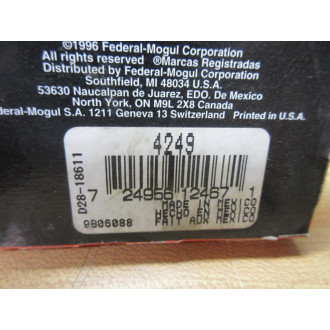 ©1996 Federal-Mogul Corporation
All rights reserved ®Marcas Registradas
Distributed by Federal-Mogul Corporation
Southfield, MI 48034 U.S.A.
53630 Naucalpan de Juarez, EDO. De Mexico
North York, ON M9L 2X8 Canada
deral-Mogul S.A. 1211 Geneva 13 Switzerland Printed in U.S.A.
4249
D28-18611
7 24956 12467 1
MADE IN MEXICO
HECHO EN MEXICO
FAIT AUX MEXICO
9B06088